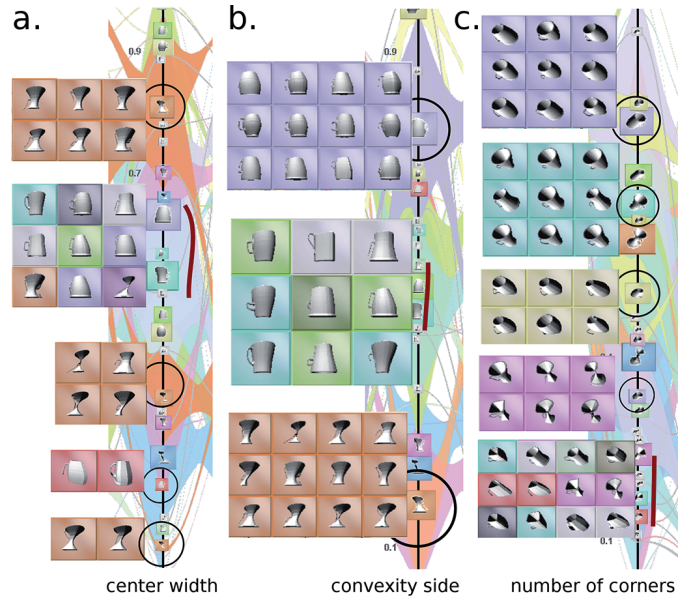 a.
b.
c.
0.9
0.9
0.7
0.1
0.1
center width
convexity side
number of corners